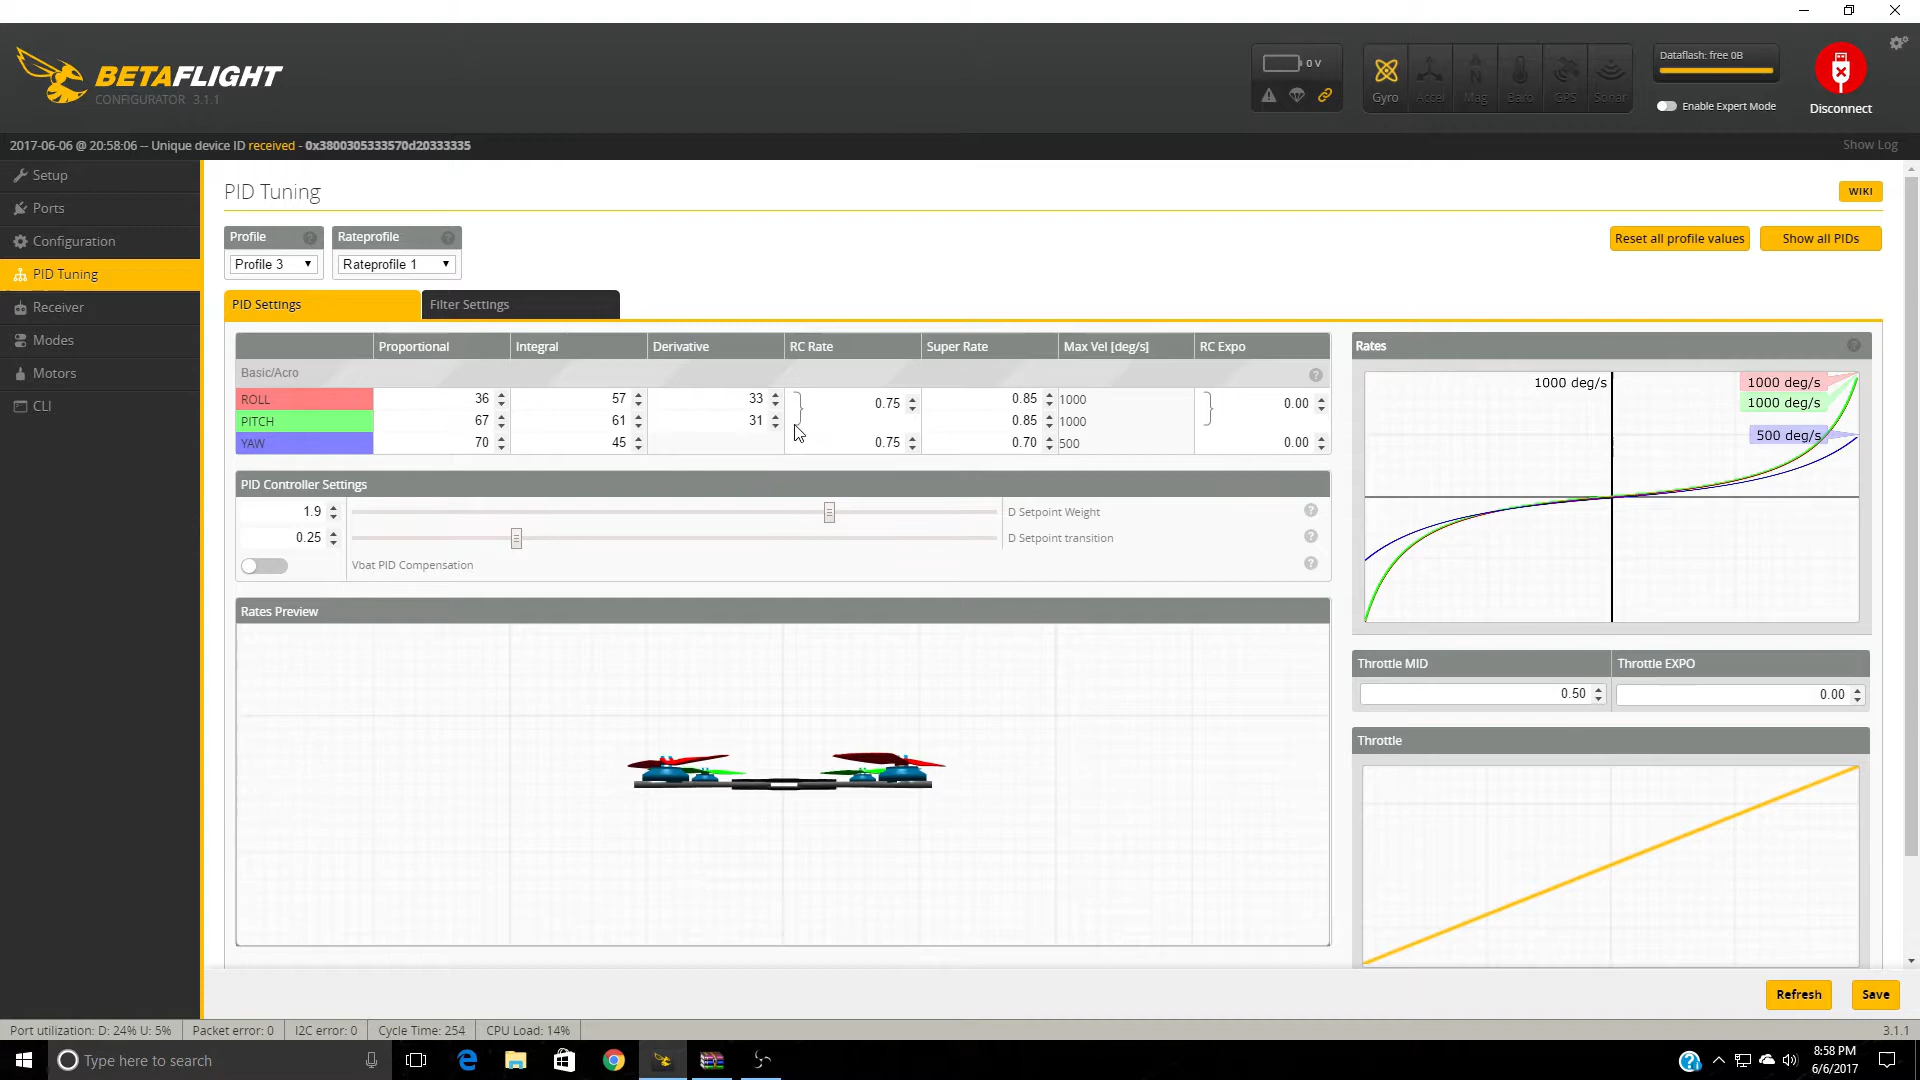 BETAFLIGHT
CONFIGURATOR 3.1.1
0 V
Gyro
Accel
Mag
Baro
GPS
Sonar
Dataflash: free 0B
Enable Expert Mode
Disconnect
2017-06-06 @ 20:58:06 -- Unique device ID received - 0x3800305333570d20333335
Show Log
Setup
Ports
Configuration
PID Tuning
Receiver
Modes
Motors
CLI
PID Tuning
WIKI
Profile
Rateprofile
Profile 3
Rateprofile 1
Reset all profile values
Show all PIDs
PID Settings
Filter Settings
Proportional Integral Derivative RC Rate Super Rate Max Vel [deg/s] RC Expo
Basic/Acro
ROLL 36 57 33 0.75 0.85 1000 0.00
PITCH 67 61 31 0.85 1000
YAW 70 45 0.75 0.70 500 0.00
PID Controller Settings
1.9 D Setpoint Weight
0.25 D Setpoint transition
Vbat PID Compensation
Rates Preview
Rates
1000 deg/s
1000 deg/s
1000 deg/s
500 deg/s
Throttle MID Throttle EXPO
0.50 0.00
Throttle
Refresh
Save
Port utilization: D: 24% U: 5% Packet error: 0 I2C error: 0 Cycle Time: 254 CPU Load: 14% 3.1.1
Type here to search
8:58 PM
6/6/2017